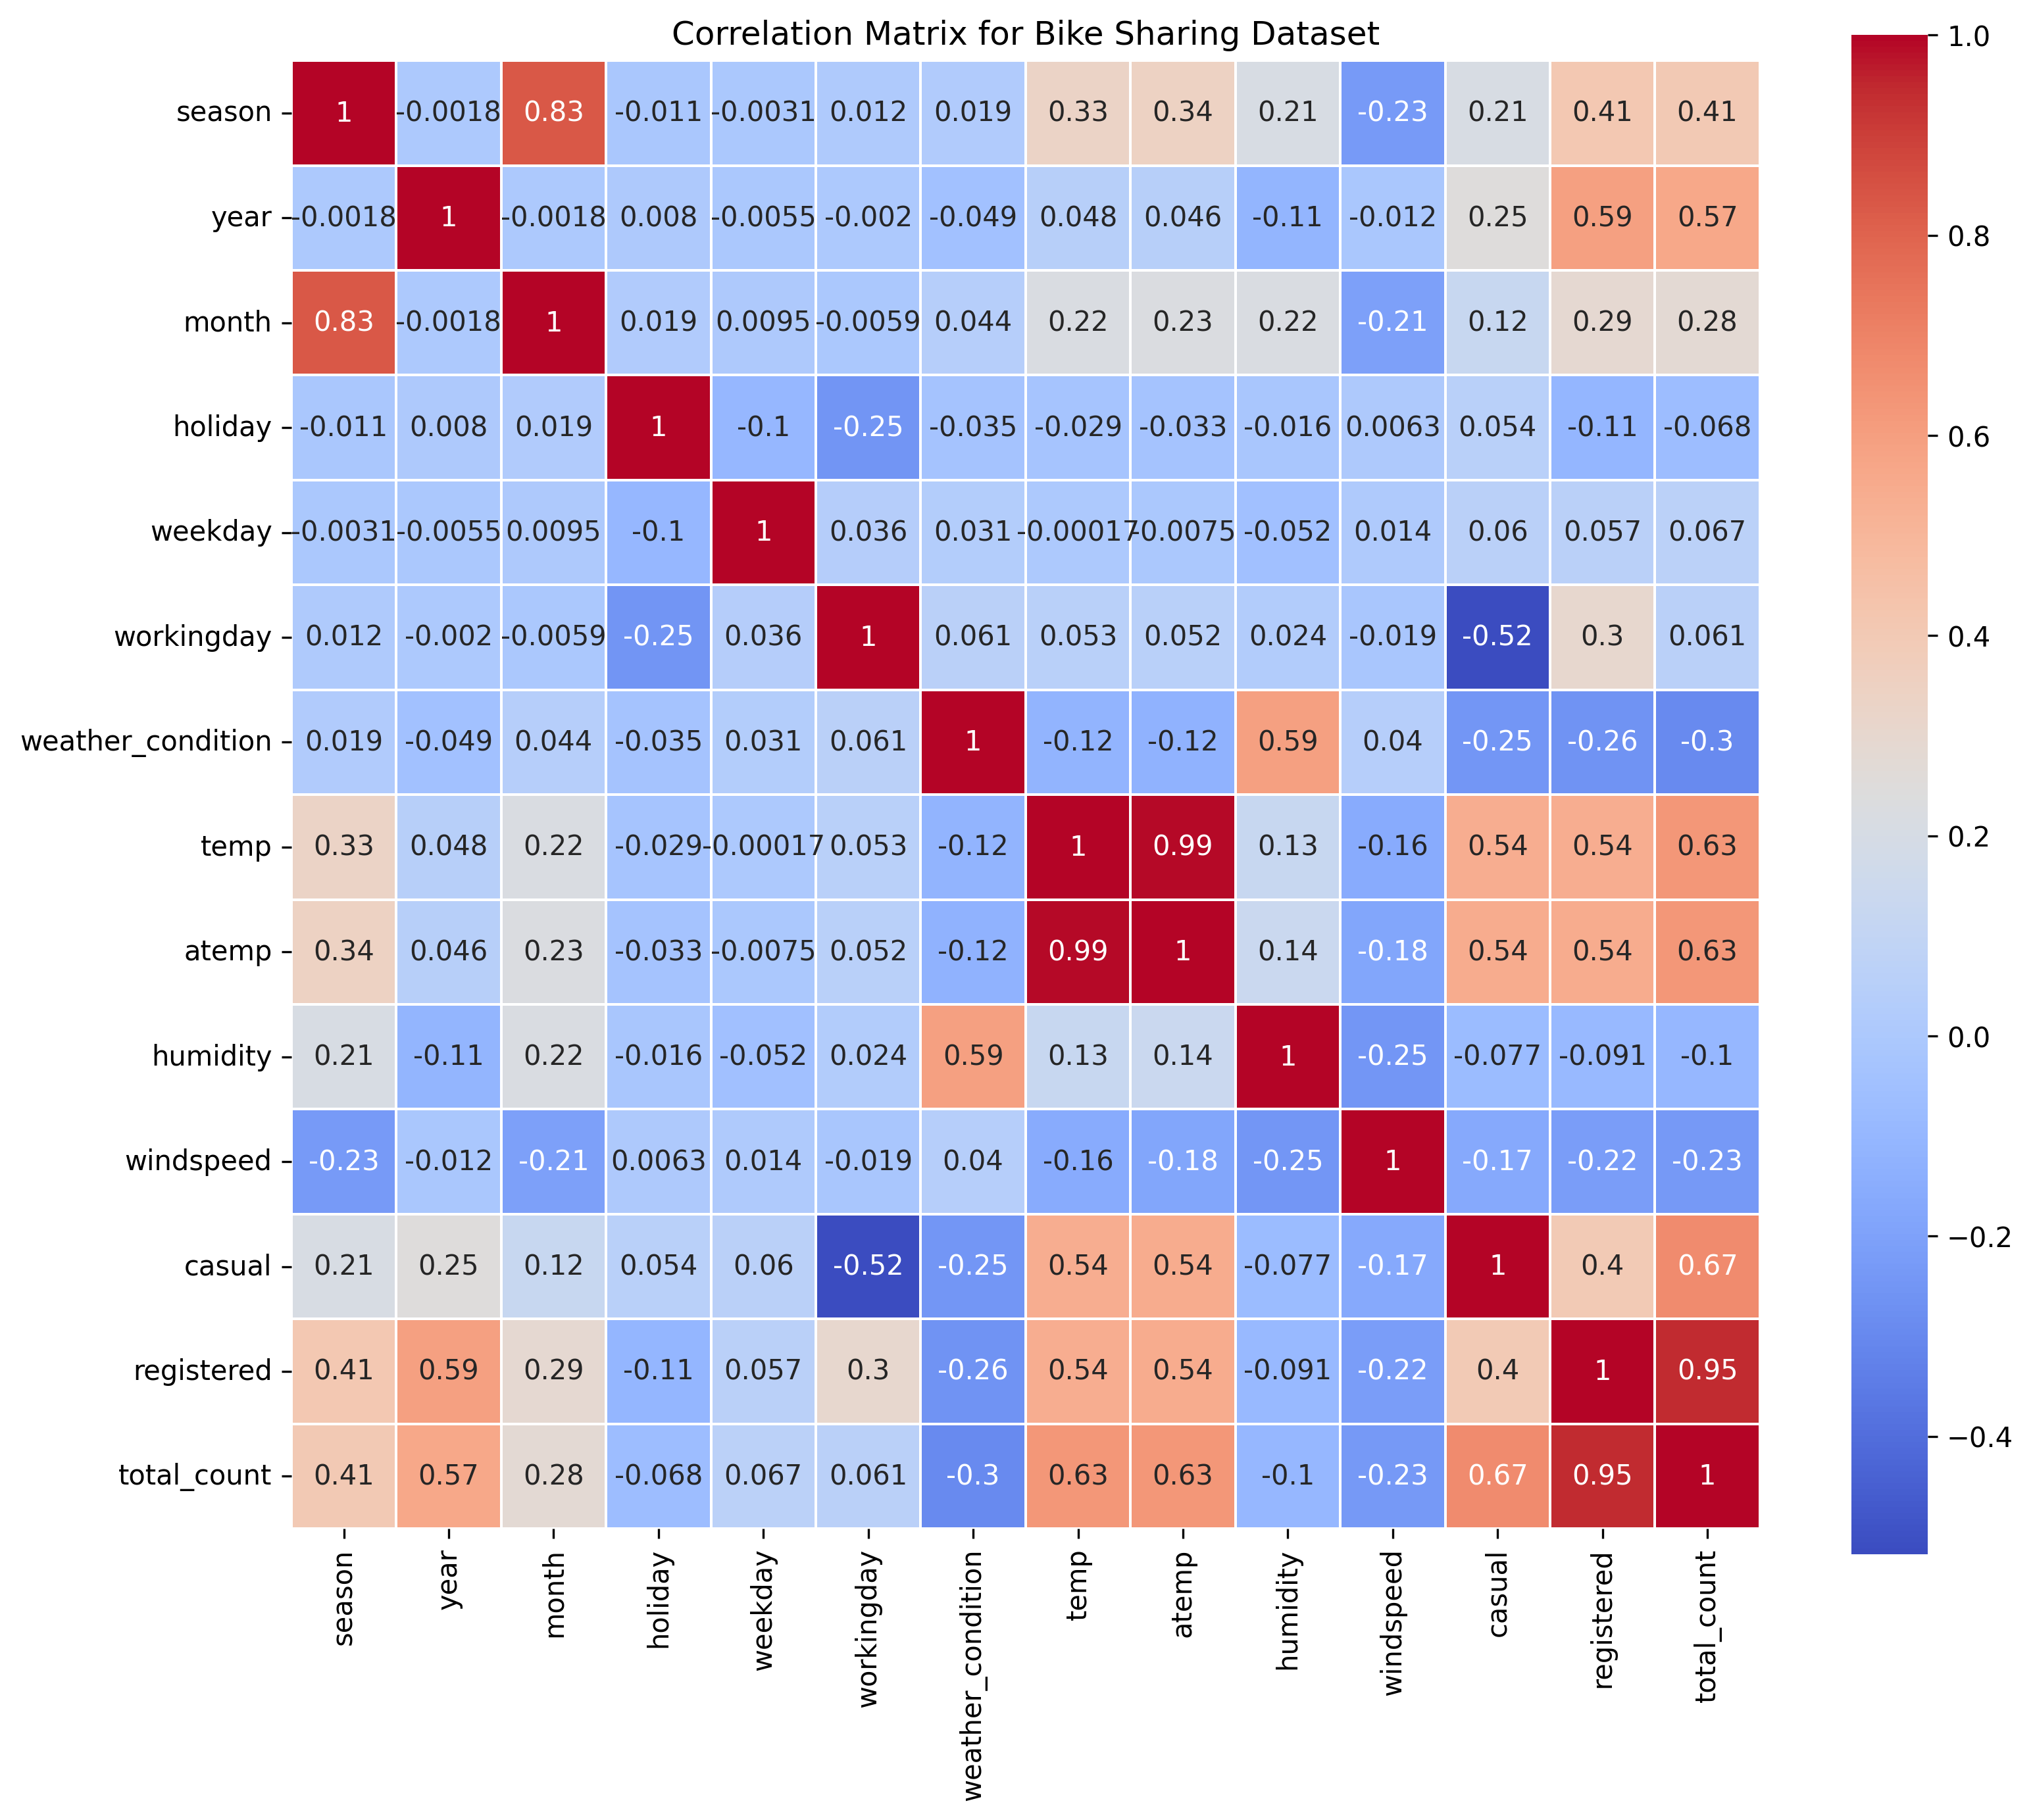 Correlation Matrix for Bike Sharing Dataset
season 1 -0.0018 0.83 -0.011 -0.0031 0.012 0.019 0.33 0.34 0.21 -0.23 0.21 0.41 0.41
year -0.0018 1 -0.0018 0.008 -0.0055 -0.002 -0.049 0.048 0.046 -0.11 -0.012 0.25 0.59 0.57
month 0.83 -0.0018 1 0.019 0.0095 -0.0059 0.044 0.22 0.23 0.22 -0.21 0.12 0.29 0.28
holiday -0.011 0.008 0.019 1 -0.1 -0.25 -0.035 -0.029 -0.033 -0.016 0.0063 0.054 -0.11 -0.068
weekday -0.0031 -0.0055 0.0095 -0.1 1 0.036 0.031 -0.00017 -0.0075 -0.052 0.014 0.06 0.057 0.067
workingday 0.012 -0.002 -0.0059 -0.25 0.036 1 0.061 0.053 0.052 0.024 -0.019 -0.52 0.3 0.061
weather_condition 0.019 -0.049 0.044 -0.035 0.031 0.061 1 -0.12 -0.12 0.59 0.04 -0.25 -0.26 -0.3
temp 0.33 0.048 0.22 -0.029 -0.00017 0.053 -0.12 1 0.99 0.13 -0.16 0.54 0.54 0.63
atemp 0.34 0.046 0.23 -0.033 -0.0075 0.052 -0.12 0.99 1 0.14 -0.18 0.54 0.54 0.63
humidity 0.21 -0.11 0.22 -0.016 -0.052 0.024 0.59 0.13 0.14 1 -0.25 -0.077 -0.091 -0.1
windspeed -0.23 -0.012 -0.21 0.0063 0.014 -0.019 0.04 -0.16 -0.18 -0.25 1 -0.17 -0.22 -0.23
casual 0.21 0.25 0.12 0.054 0.06 -0.52 -0.25 0.54 0.54 -0.077 -0.17 1 0.4 0.67
registered 0.41 0.59 0.29 -0.11 0.057 0.3 -0.26 0.54 0.54 -0.091 -0.22 0.4 1 0.95
total_count 0.41 0.57 0.28 -0.068 0.067 0.061 -0.3 0.63 0.63 -0.1 -0.23 0.67 0.95 1
season year month holiday weekday workingday weather_condition temp atemp humidity windspeed casual registered total_count
1.0
0.8
0.6
0.4
0.2
0.0
−0.2
−0.4